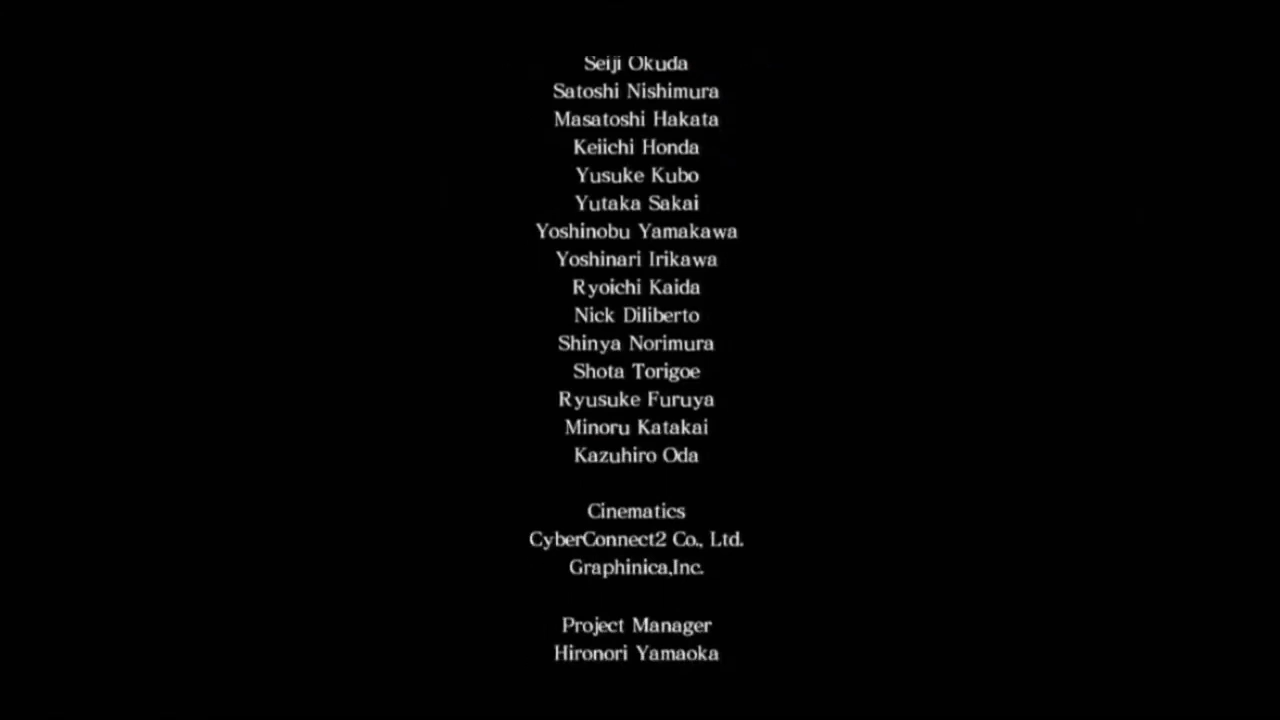 Seiji Okuda
Satoshi Nishimura
Masatoshi Hakata
Keiichi Honda
Yusuke Kubo
Yutaka Sakai
Yoshinobu Yamakawa
Yoshinari Irikawa
Ryoichi Kaida
Nick Diliberto
Shinya Norimura
Shota Torigoe
Ryusuke Furuya
Minoru Katakai
Kazuhiro Oda
Cinematics
CyberConnect2 Co., Ltd.
Graphinica,Inc.
Project Manager
Hironori Yamaoka